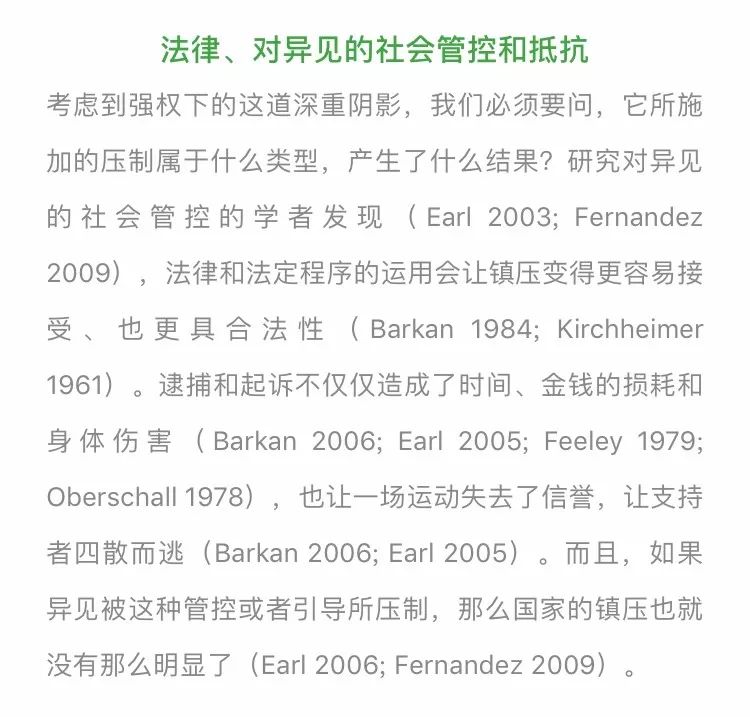 法律、对异见的社会管控和抵抗
考虑到强权下的这道深重阴影，我们必须要问，它所施
加的压制属于什么类型，产生了什么结果？研究对异见
的社会管控的学者发现（Earl 2003; Fernandez
2009），法律和法定程序的运用会让镇压变得更容易接
受、也更具合法性（Barkan 1984; Kirchheimer
1961）。逮捕和起诉不仅仅造成了时间、金钱的损耗和
身体伤害（Barkan 2006; Earl 2005; Feeley 1979;
Oberschall 1978），也让一场运动失去了信誉，让支持
者四散而逃（Barkan 2006; Earl 2005）。而且，如果
异见被这种管控或者引导所压制，那么国家的镇压也就
没有那么明显了（Earl 2006; Fernandez 2009）。